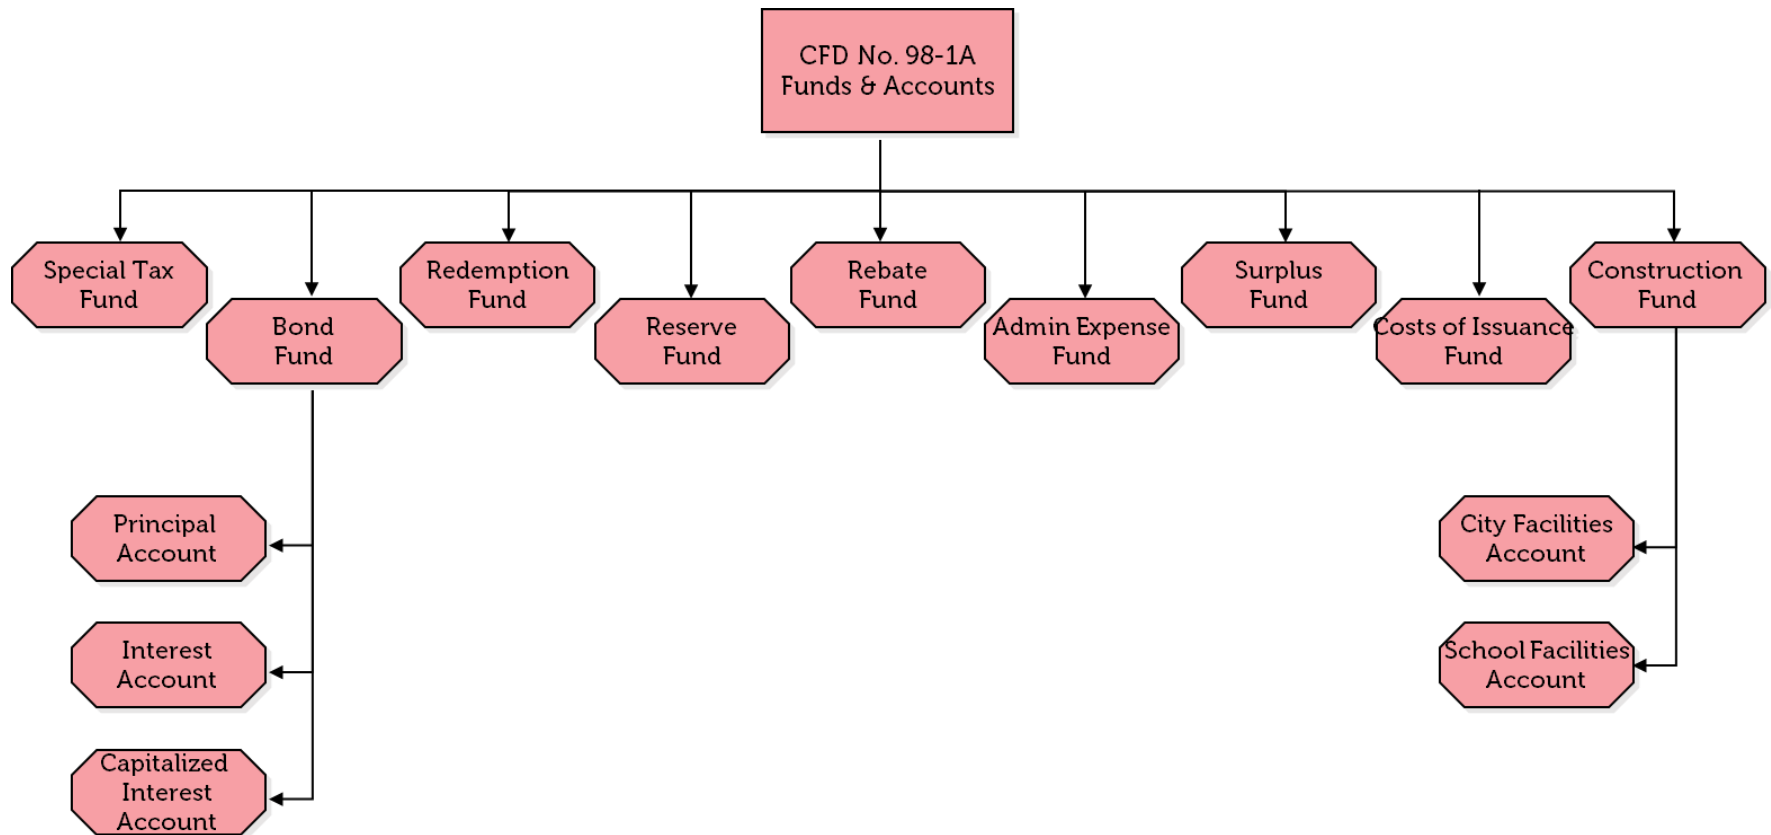 CFD No. 98-1A
Funds & Accounts
Special Tax
Fund
Bond
Fund
Redemption
Fund
Reserve
Fund
Rebate
Fund
Admin Expense
Fund
Surplus
Fund
Costs of Issuance
Fund
Construction
Fund
Principal
Account
Interest
Account
Capitalized
Interest
Account
City Facilities
Account
School Facilities
Account